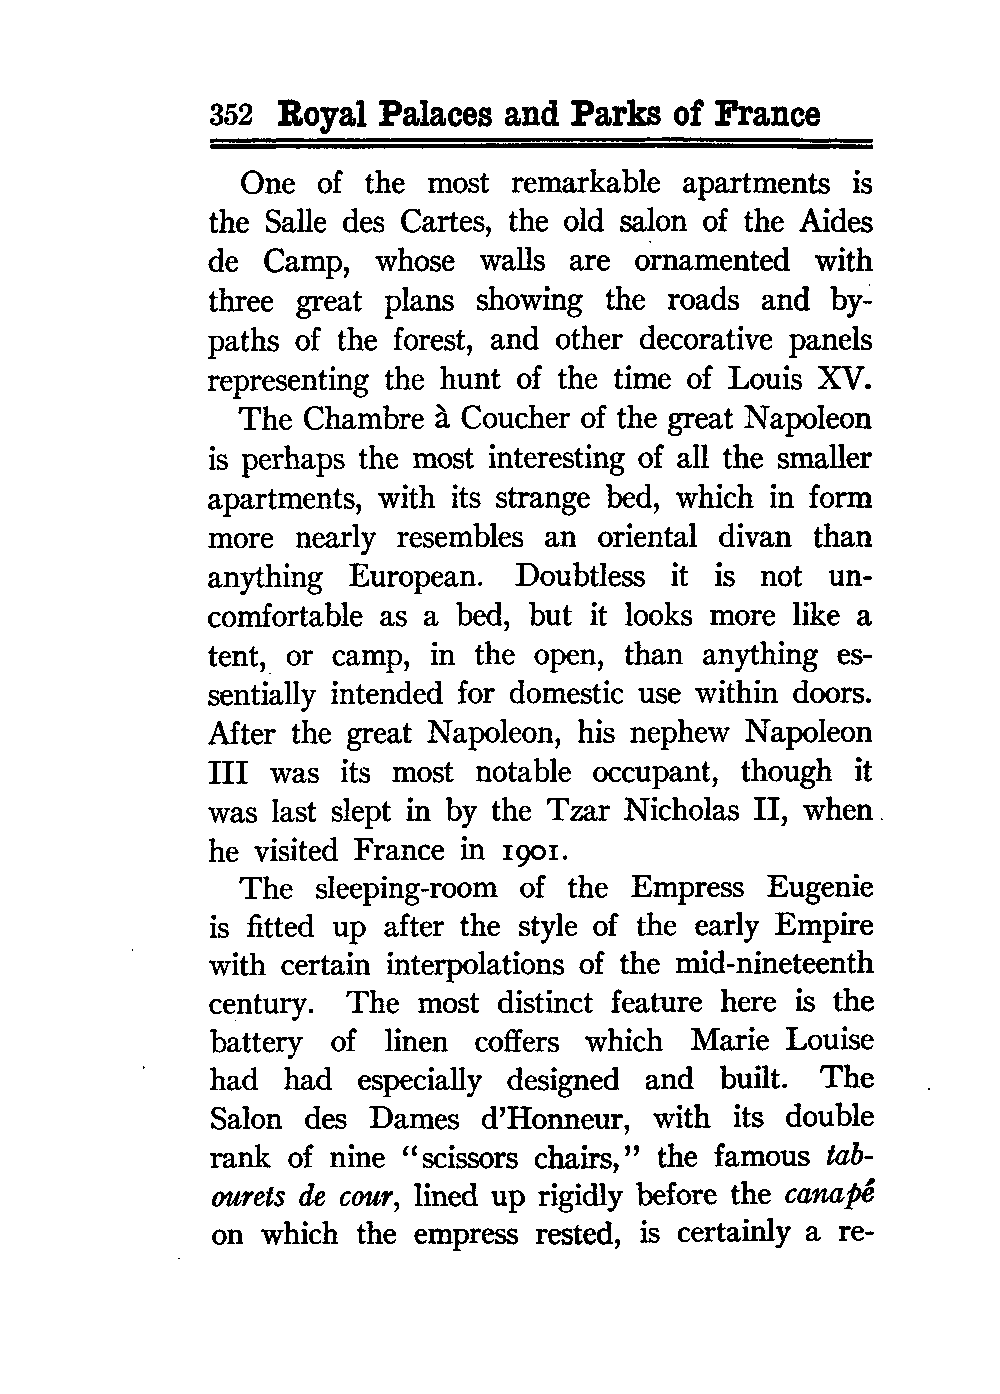 352 Royal Palaces and Parks of France
One of the most remarkable apartments is
the Salle des Cartes, the old salon of the Aides
de Camp, whose walls are ornamented with
three great plans showing the roads and by-
paths of the forest, and other decorative panels
representing the hunt of the time of Louis XV.
The Chambre à Coucher of the great Napoleon
is perhaps the most interesting of all the smaller
apartments, with its strange bed, which in form
more nearly resembles an oriental divan than
anything European. Doubtless it is not un-
comfortable as a bed, but it looks more like a
tent, or camp, in the open, than anything es-
sentially intended for domestic use within doors.
After the great Napoleon, his nephew Napoleon
III was its most notable occupant, though it
was last slept in by the Tzar Nicholas II, when
he visited France in 1901.
The sleeping-room of the Empress Eugenie
is fitted up after the style of the early Empire
with certain interpolations of the mid-nineteenth
century. The most distinct feature here is the
battery of linen coffers which Marie Louise
had had especially designed and built. The
Salon des Dames d'Honneur, with its double
rank of nine "scissors chairs," the famous tab-
ourets de cour, lined up rigidly before the canapé
on which the empress rested, is certainly a re-